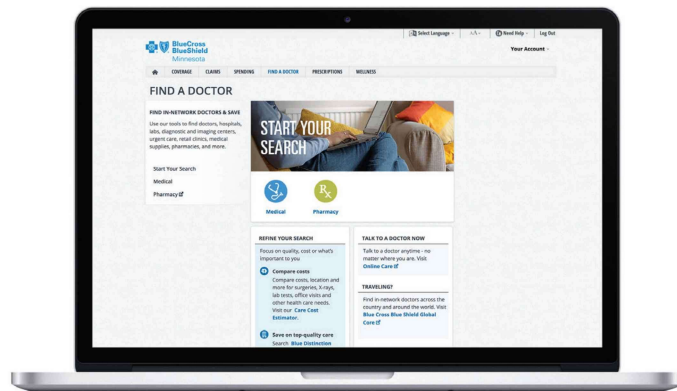 Select Language
Need Help
Log Out
BlueCross
BlueShield
Minnesota
Your Account
COVERAGE CLAIMS SPENDING FIND A DOCTOR PRESCRIPTIONS WELLNESS
FIND A DOCTOR
FIND IN-NETWORK DOCTORS & SAVE
Use our tools to find doctors, hospitals,
labs, diagnostic and imaging centers,
urgent care, retail clinics, medical
supplies, pharmacies, and more.
Start Your Search
Medical
Pharmacy
START YOUR
SEARCH
Rx
Medical
Pharmacy
REFINE YOUR SEARCH
Focus on quality, cost or what's
important to you
Compare costs
Compare costs, location and
more for surgeries, X-rays,
lab tests, office visits and
other health care needs.
Visit our Care Cost
Estimator.
Save on top-quality care
Search Blue Distinction
TALK TO A DOCTOR NOW
Talk to a doctor anytime - no
matter where you are. Visit
Online Care
TRAVELING?
Find in-network doctors across the
country and around the world. Visit
Blue Cross Blue Shield Global
Core